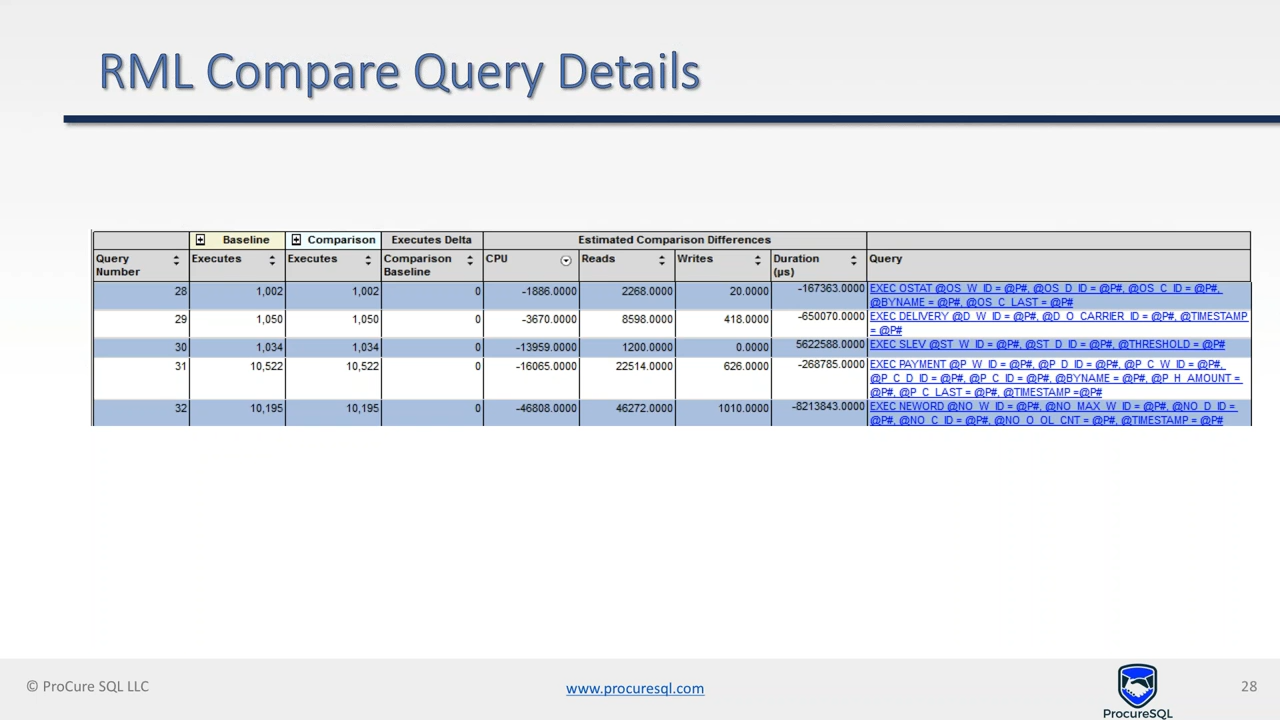 RML Compare Query Details
Baseline Comparison Executes Delta Estimated Comparison Differences
Query Number Executes Executes Comparison Baseline CPU Reads Writes Duration (µs) Query
28 1,002 1,002 0 -1886.0000 2268.0000 20.0000 -167363.0000 EXEC OSTAT @OS_W_ID = @P#, @OS_D_ID = @P#, @OS_C_ID = @P#,
@BYNAME = @P#, @OS_C_LAST = @P#
29 1,050 1,050 0 -3670.0000 8598.0000 418.0000 -650070.0000 EXEC DELIVERY @D_W_ID = @P#, @D_O_CARRIER_ID = @P#, @TIMESTAMP
= @P#
30 1,034 1,034 0 -13959.0000 1200.0000 0.0000 5622588.0000 EXEC SLEV @ST_W_ID = @P#, @ST_D_ID = @P#, @THRESHOLD = @P#
31 10,522 10,522 0 -16065.0000 22514.0000 626.0000 -268785.0000 EXEC PAYMENT @P_W_ID = @P#, @P_D_ID = @P#, @P_C_W_ID = @P#,
@P_C_D_ID = @P#, @P_C_ID = @P#, @BYNAME = @P#, @P_H_AMOUNT =
@P#, @P_C_LAST = @P#, @TIMESTAMP =@P#
32 10,195 10,195 0 -46808.0000 46272.0000 1010.0000 -8213843.0000 EXEC NEWORD @NO_W_ID = @P#, @NO_MAX_W_ID = @P#, @NO_D_ID =
@P#, @NO_C_ID = @P#, @NO_O_OL_CNT = @P#, @TIMESTAMP = @P#
© ProCure SQL LLC
www.procuresql.com
ProcureSQL
28